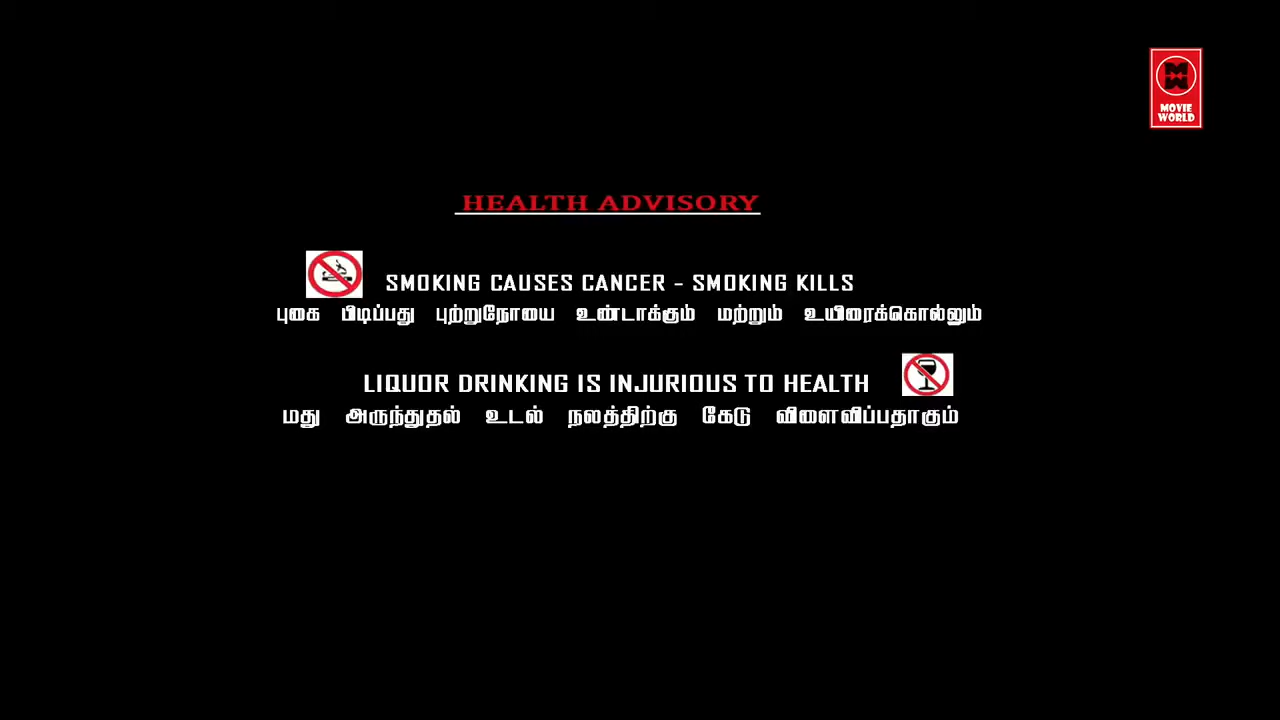 MOVIE
WORLD
HEALTH ADVISORY
SMOKING CAUSES CANCER - SMOKING KILLS
புகை பிடிப்பது புற்றுநோயை உண்டாக்கும் மற்றும் உயிரைக்கொல்லும்
LIQUOR DRINKING IS INJURIOUS TO HEALTH
மது அருந்துதல் உடல் நலத்திற்கு கேடு விளைவிப்பதாகும்